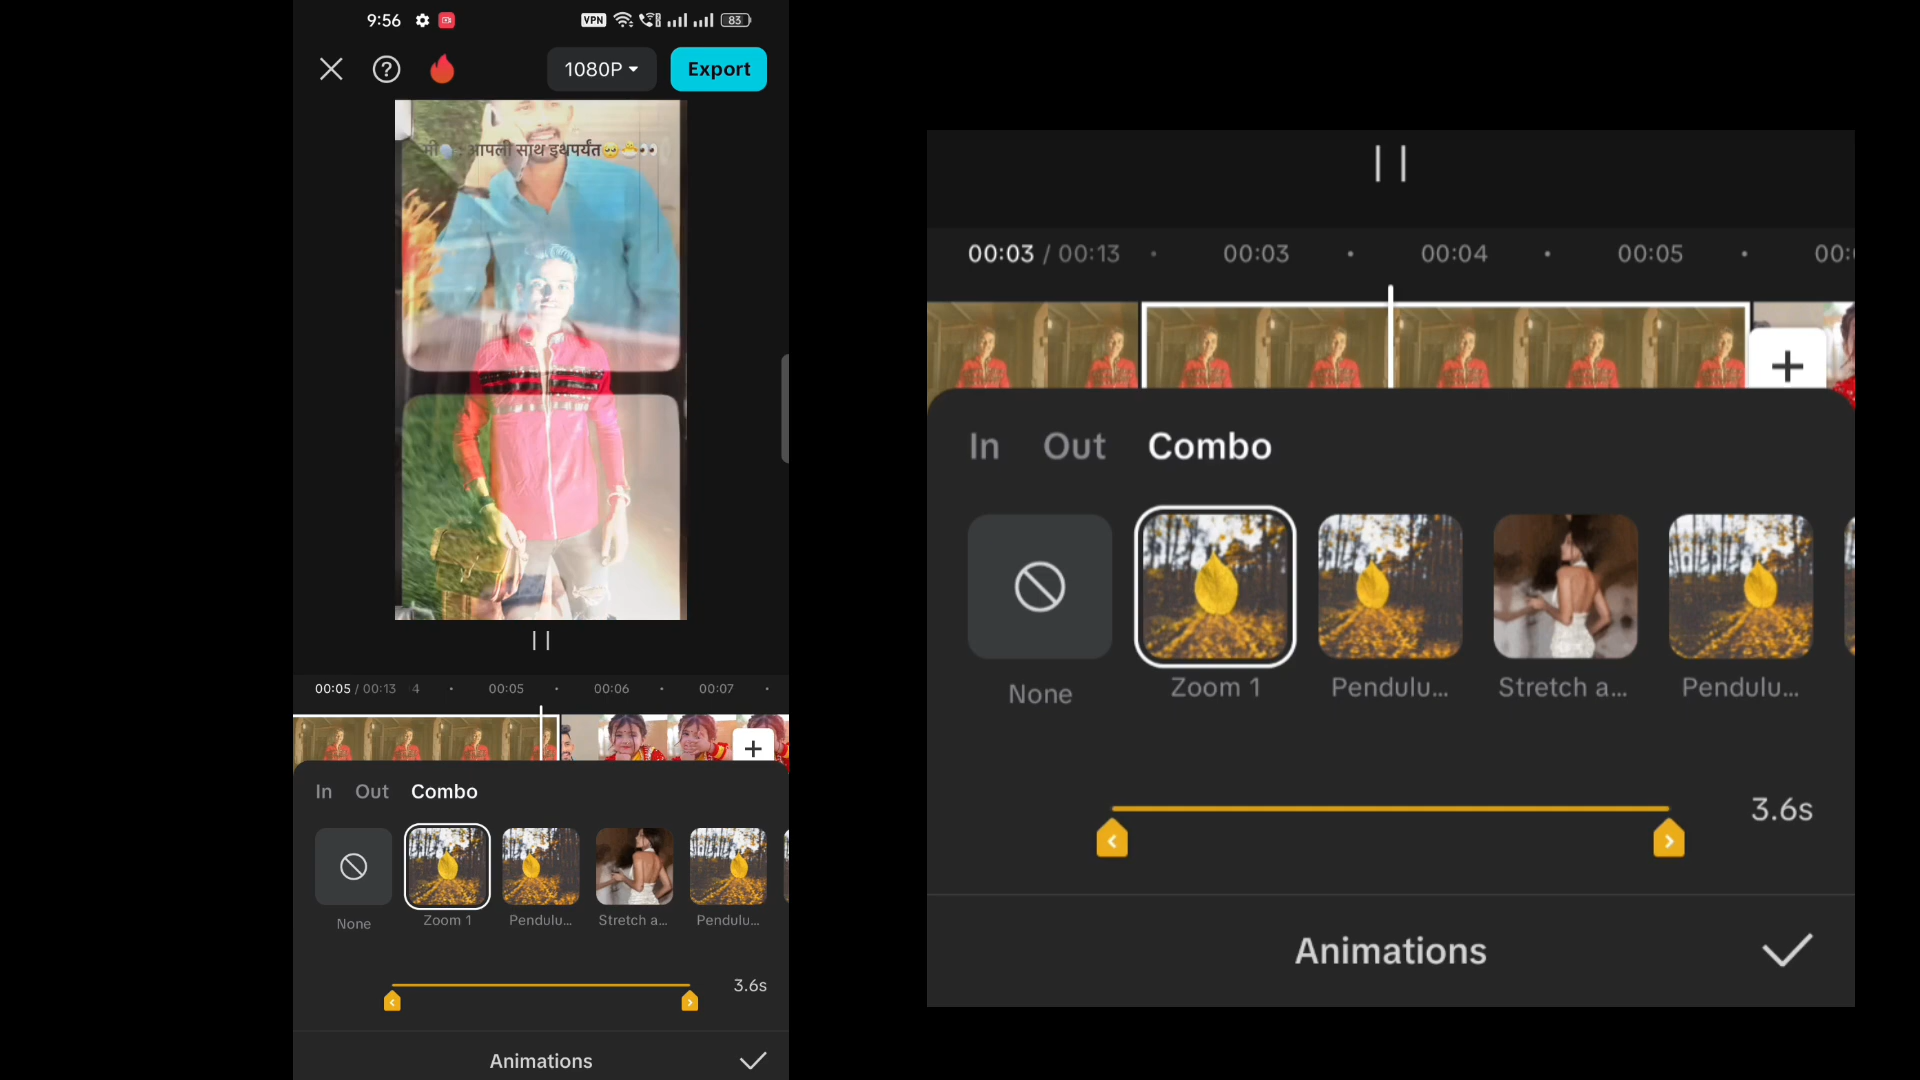 9:56
VPN
83
1080P
Export
आपली साथ इथपर्यंत🥺🐣👀
00:05 / 00:13 4 00:05 00:06 00:07
In Out Combo
None Zoom 1 Pendulu... Stretch a... Pendulu...
3.6s
Animations
00:03 / 00:13 00:03 00:04 00:05 00:
In Out Combo
None Zoom 1 Pendulu... Stretch a... Pendulu...
3.6s
Animations